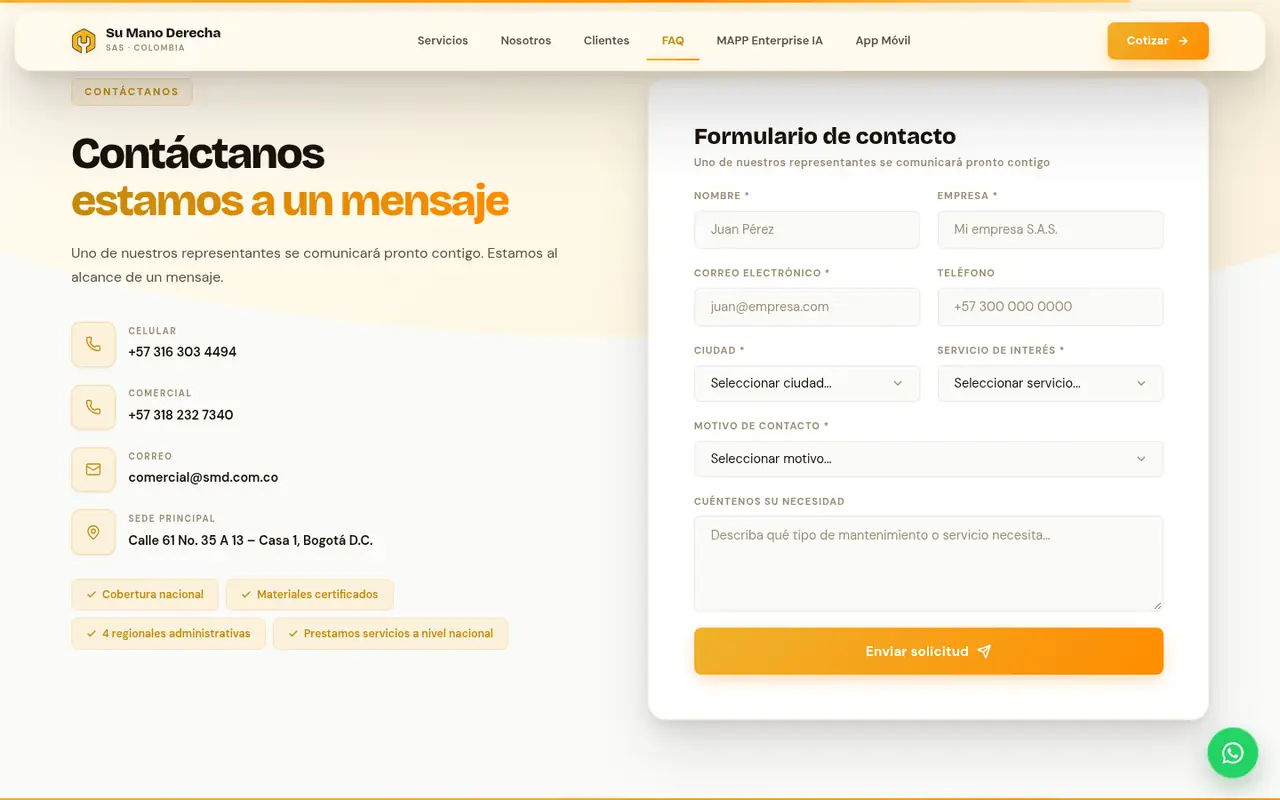 Su Mano Derecha
SAS · COLOMBIA
Servicios
Nosotros
Clientes
FAQ
MAPP Enterprise IA
App Móvil
Cotizar
CONTÁCTANOS
Contáctanos
estamos a un mensaje
Uno de nuestros representantes se comunicará pronto contigo. Estamos al
alcance de un mensaje.
CELULAR
+57 316 303 4494
COMERCIAL
+57 318 232 7340
CORREO
comercial@smd.com.co
SEDE PRINCIPAL
Calle 61 No. 35 A 13 – Casa 1, Bogotá D.C.
Cobertura nacional
Materiales certificados
4 regionales administrativas
Prestamos servicios a nivel nacional
Formulario de contacto
Uno de nuestros representantes se comunicará pronto contigo
NOMBRE *
EMPRESA *
Juan Pérez
Mi empresa S.A.S.
CORREO ELECTRÓNICO *
TELÉFONO
juan@empresa.com
+57 300 000 0000
CIUDAD *
SERVICIO DE INTERÉS *
Seleccionar ciudad...
Seleccionar servicio...
MOTIVO DE CONTACTO *
Seleccionar motivo...
CUÉNTENOS SU NECESIDAD
Describa qué tipo de mantenimiento o servicio necesita...
Enviar solicitud